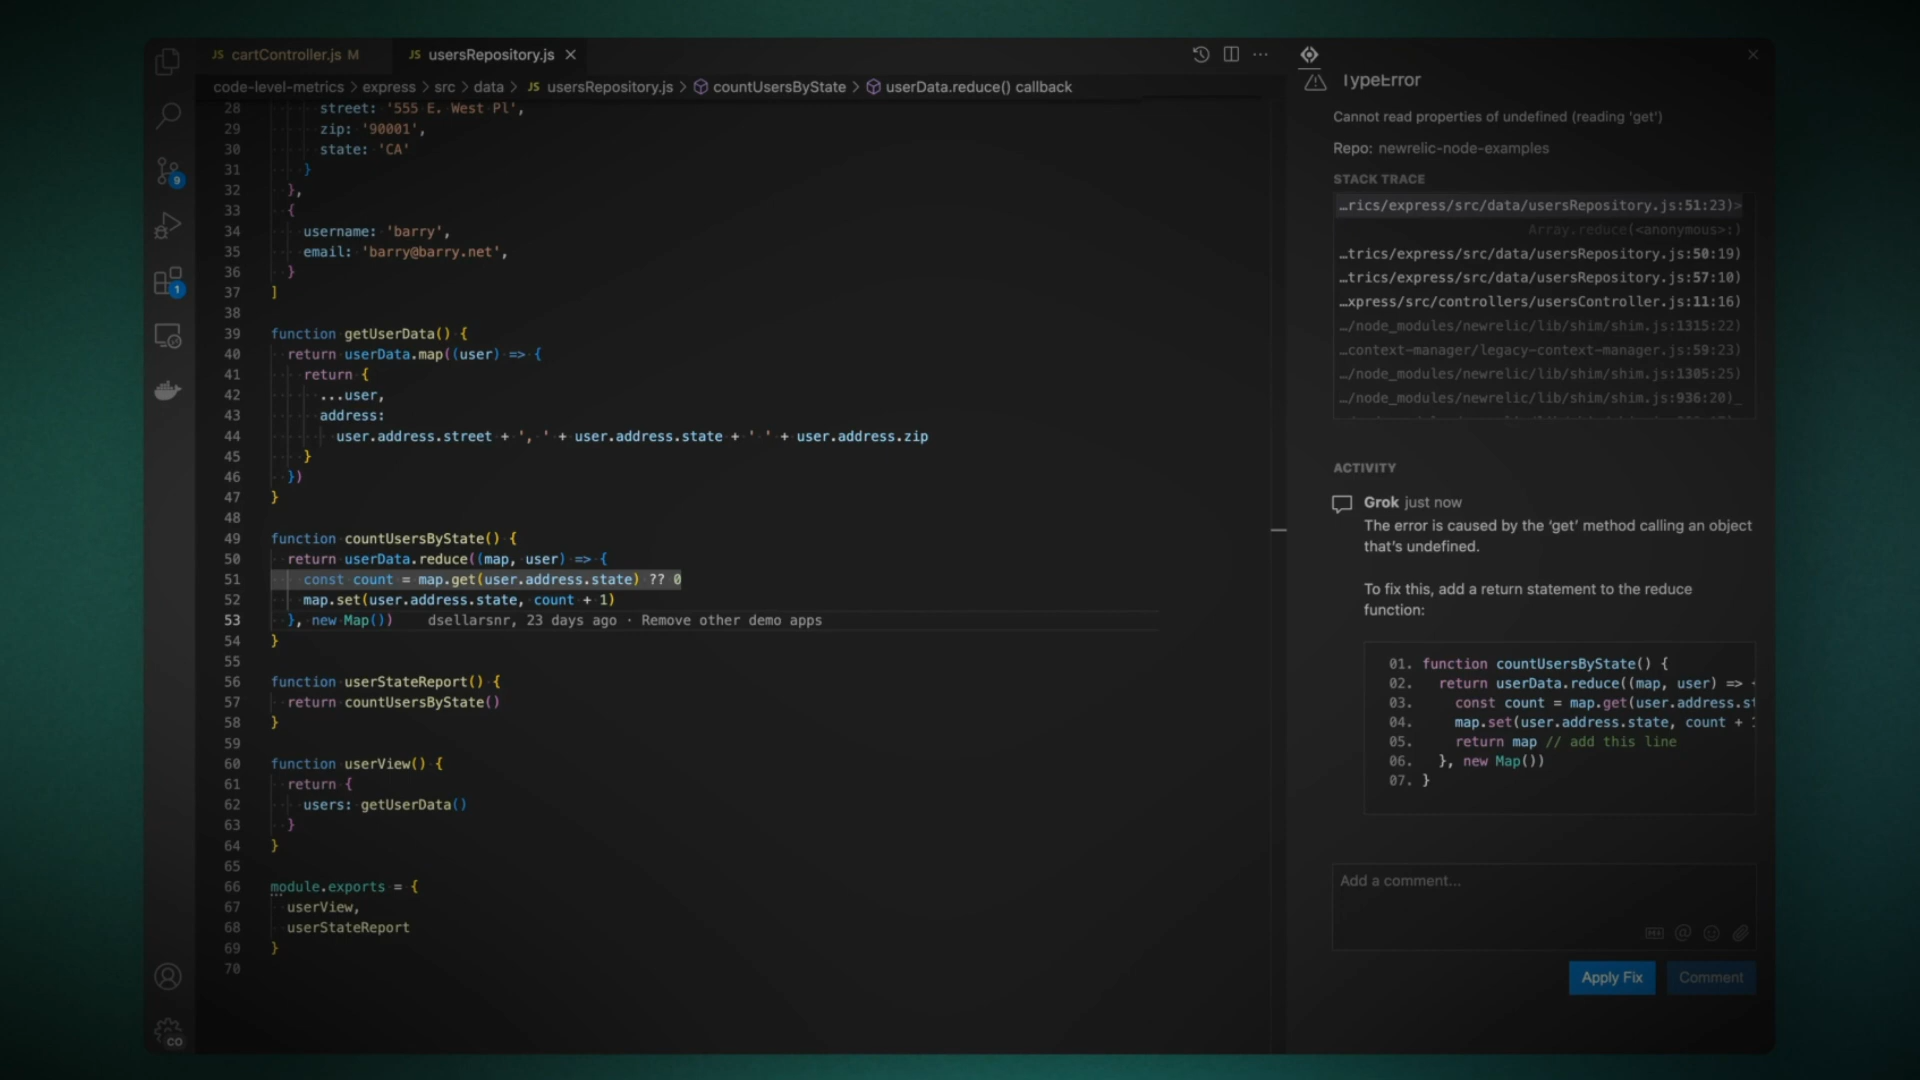 JS cartController.js M
JS usersRepository.js
code-level-metrics > express > src > data > JS usersRepository.js > countUsersByState > userData.reduce() callback
28 street: '555 E. West Pl',
29 zip: '90001',
30 state: 'CA'
31 }
32 },
33 {
34 username: 'barry',
35 email: 'barry@barry.net',
36 }
37 ]
38
39 function getUserData() {
40 return userData.map((user) => {
41 return {
42 ...user,
43 address:
44 user.address.street + ', ' + user.address.state + ' ' + user.address.zip
45 }
46 })
47 }
48
49 function countUsersByState() {
50 return userData.reduce((map, user) => {
51 const count = map.get(user.address.state) ?? 0
52 map.set(user.address.state, count + 1)
53 }, new Map()) dsellarsnr, 23 days ago · Remove other demo apps
54 }
55
56 function userStateReport() {
57 return countUsersByState()
58 }
59
60 function userView() {
61 return {
62 users: getUserData()
63 }
64 }
65
66 module.exports = {
67 userView,
68 userStateReport
69 }
70
9
1
CO
TypeError
Cannot read properties of undefined (reading 'get')
Repo: newrelic-node-examples
STACK TRACE
…rics/express/src/data/usersRepository.js:51:23)>
Array.reduce(<anonymous>:)
…trics/express/src/data/usersRepository.js:50:19)
…trics/express/src/data/usersRepository.js:57:10)
…xpress/src/controllers/usersController.js:11:16)
…/node_modules/newrelic/lib/shim/shim.js:1315:22)
…context-manager/legacy-context-manager.js:59:23)
…/node_modules/newrelic/lib/shim/shim.js:1305:25)
…/node_modules/newrelic/lib/shim/shim.js:936:20)_
ACTIVITY
Grok just now
The error is caused by the ‘get’ method calling an object
that’s undefined.
To fix this, add a return statement to the reduce
function:
01. function countUsersByState() {
02. return userData.reduce((map, user) =>
03. const count = map.get(user.address.st
04. map.set(user.address.state, count +
05. return map // add this line
06. }, new Map())
07. }
Add a comment...
Apply Fix
Comment